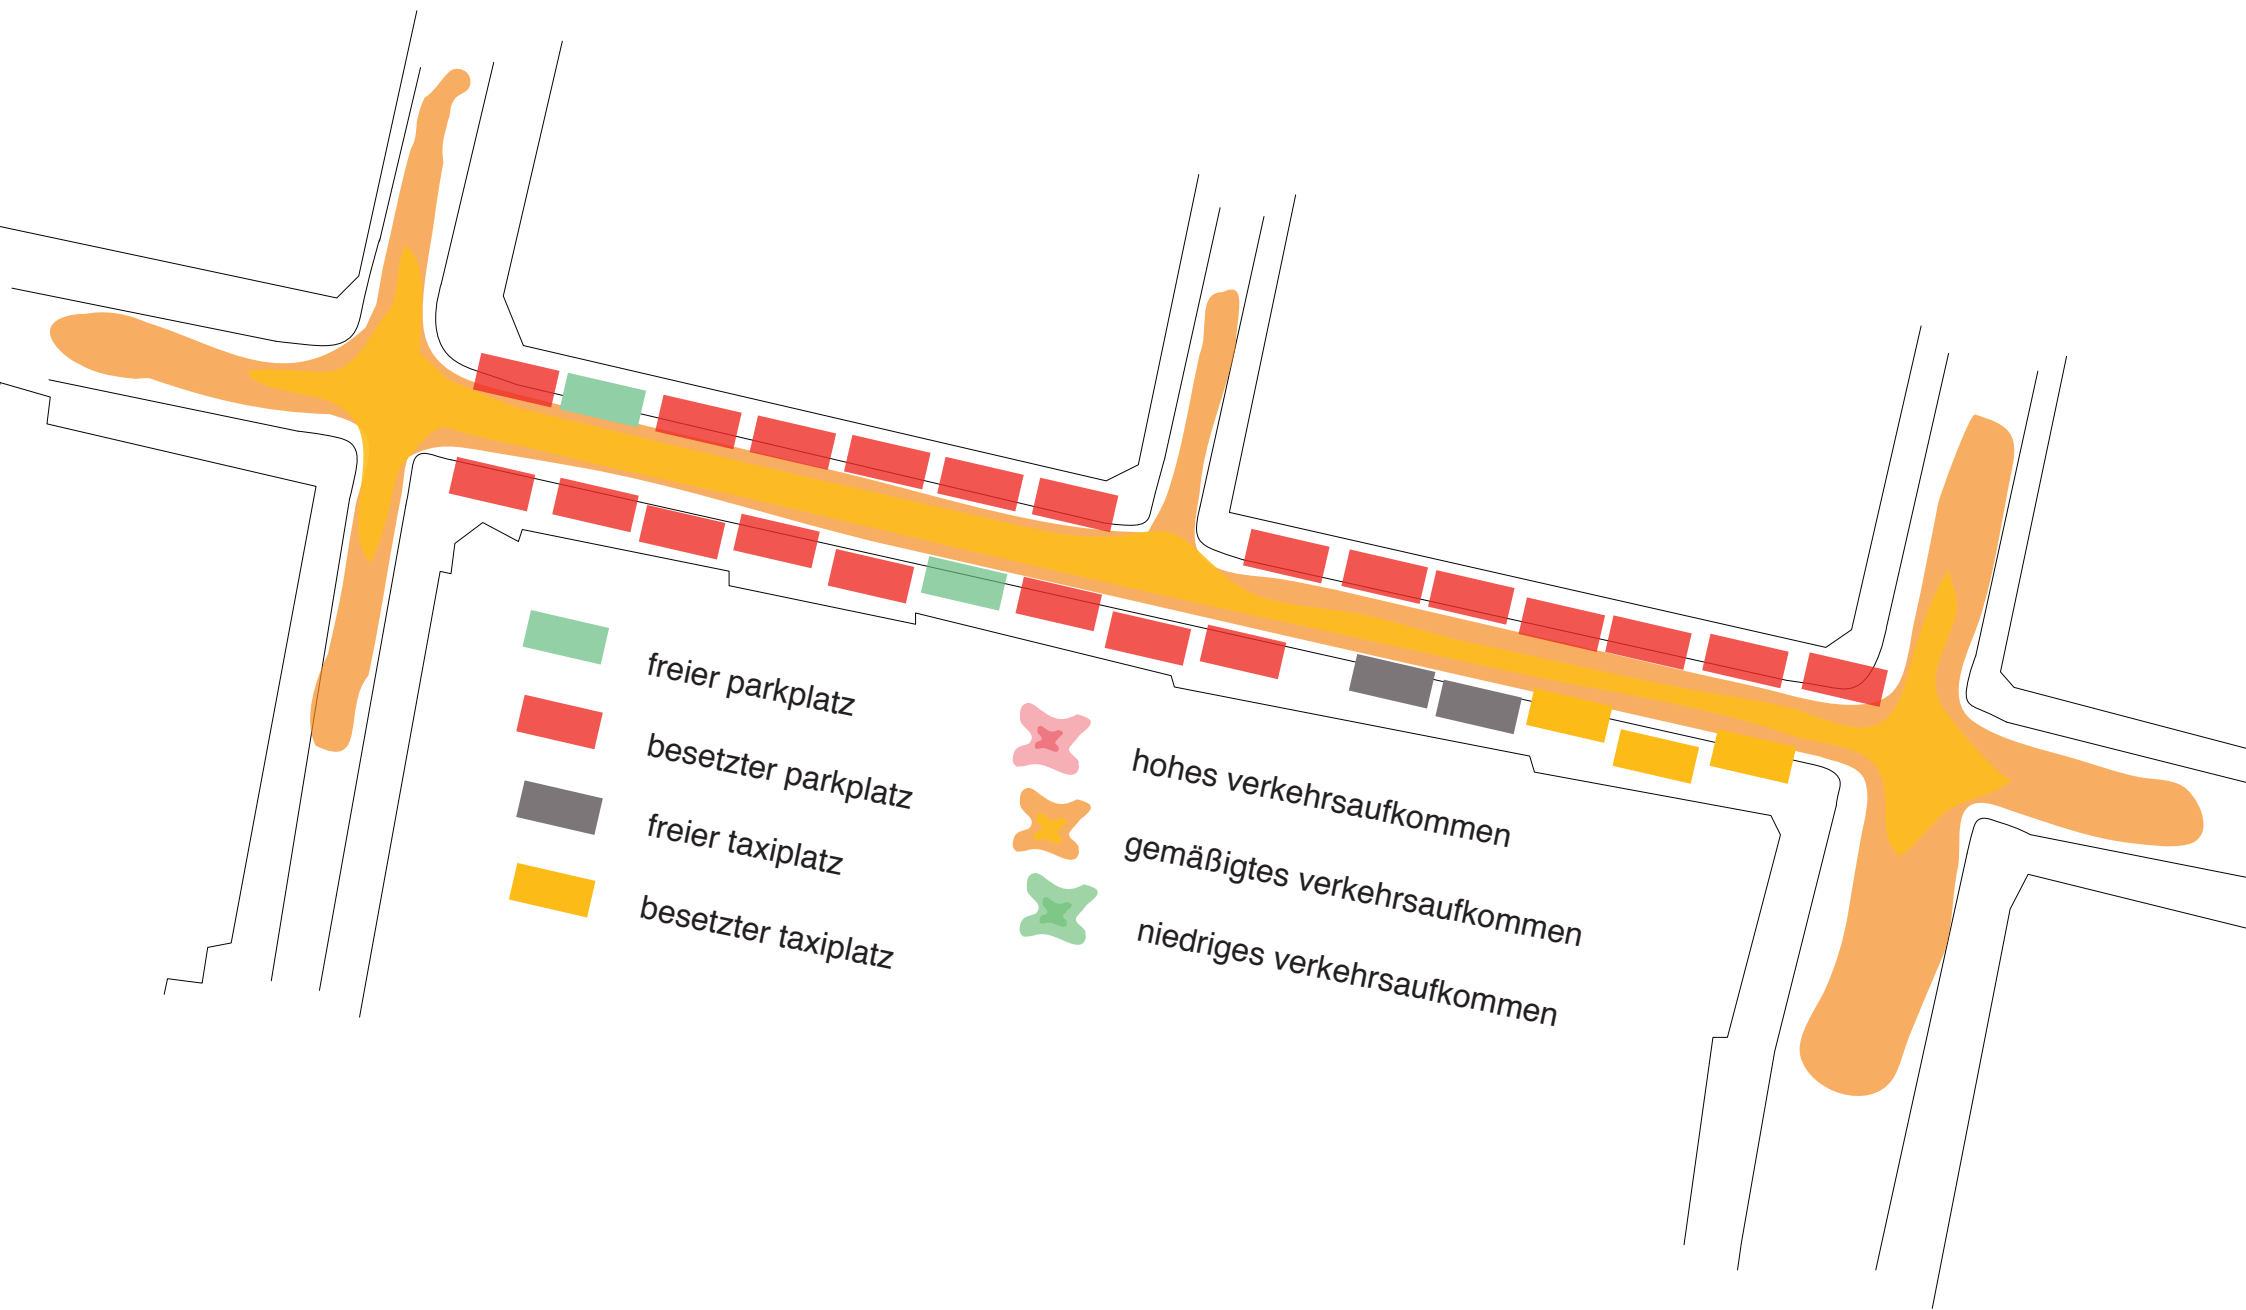 freier parkplatz
besetzter parkplatz
freier taxiplatz
besetzter taxiplatz
hohes verkehrsaufkommen
gemäßigtes verkehrsaufkommen
niedriges verkehrsaufkommen